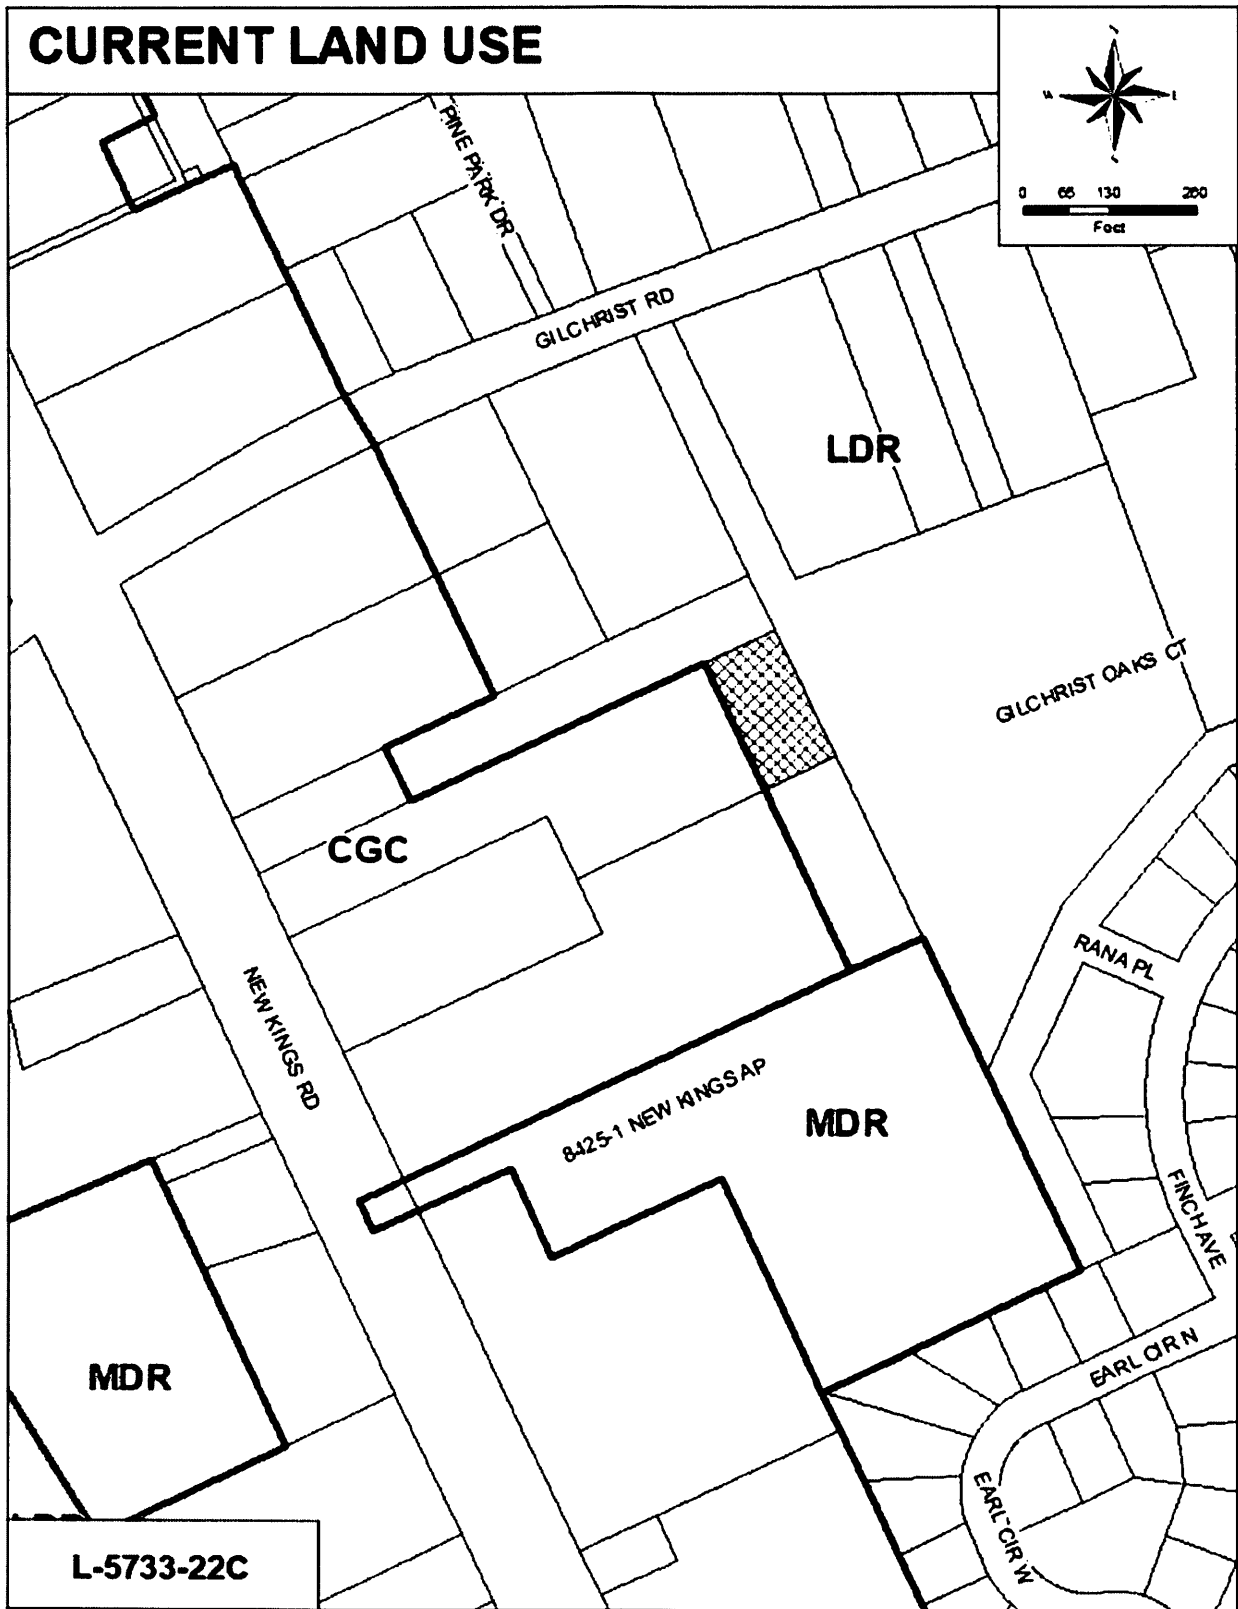 CURRENT LAND USE
W
0 65 130 260
Feet
PINE PARK DR
GILCHRIST RD
LDR
GILCHRIST OAKS CT
CGC
RANA PL
NEW KINGS RD
8425-1 NEW KINGS AP
MDR
FINCH AVE
MDR
EARL CIR N
EARL CIR W
L-5733-22C